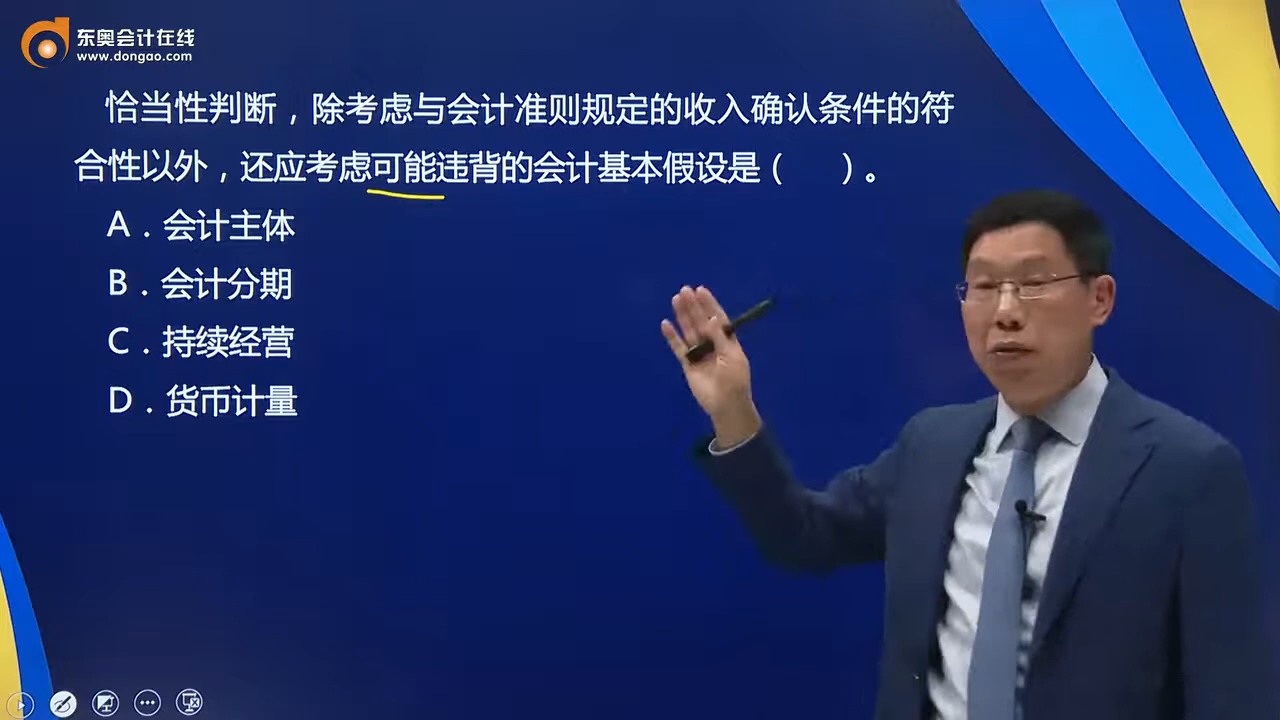 东奥会计在线
www.dongao.com
恰当性判断，除考虑与会计准则规定的收入确认条件的符
合性以外，还应考虑可能违背的会计基本假设是（　　）。
A．会计主体
B．会计分期
C．持续经营
D．货币计量